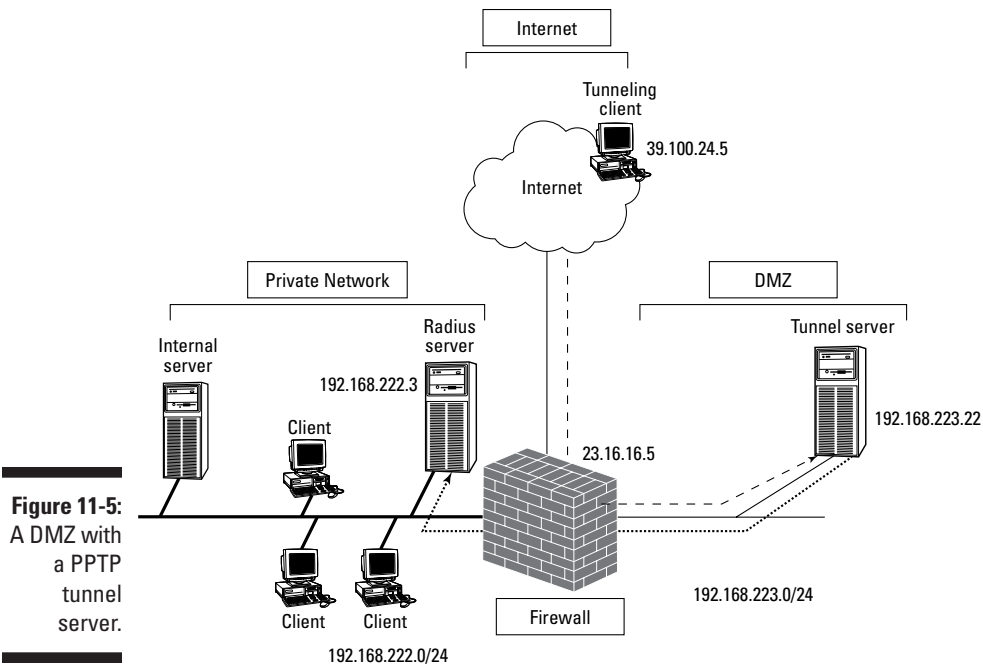 Internet
Tunneling
client
39.100.24.5
Internet
Private Network
DMZ
Internal
server
Radius
server
Tunnel server
192.168.222.3
192.168.223.22
Client
23.16.16.5
Figure 11-5:
A DMZ with
a PPTP
tunnel
server.
Client
Client
192.168.222.0/24
Firewall
192.168.223.0/24